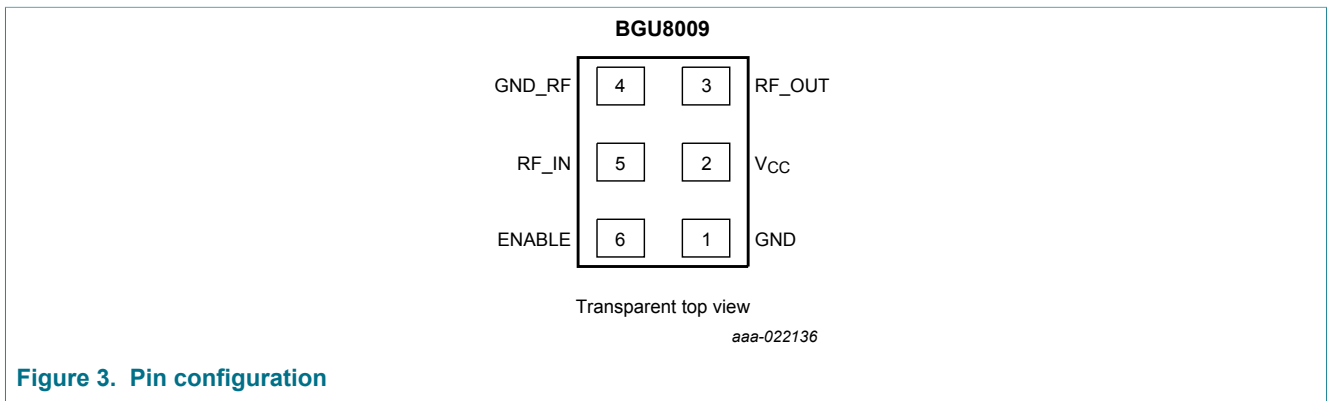 BGU8009
GND_RF 4 3 RF_OUT
RF_IN 5 2 VCC
ENABLE 6 1 GND
Transparent top view
aaa-022136
Figure 3. Pin configuration